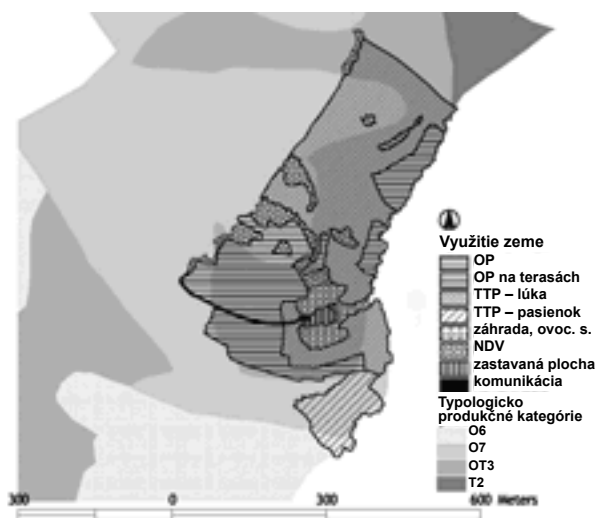 Využitie zeme
OP
OP na terasách
TTP – lúka
TTP – pasienok
záhrada, ovoc. s.
NDV
zastavaná plocha
komunikácia
Typologicko
produkčné kategórie
O6
O7
OT3
T2
300 0 300 600 Meters